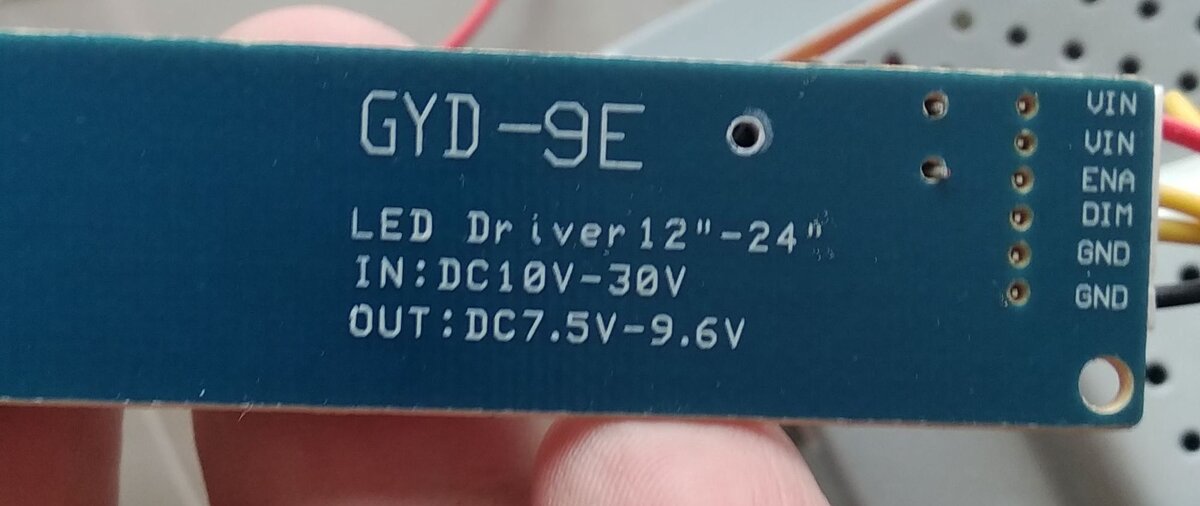 GYD-9E
LED Driver12"-24"
IN:DC10V-30V
OUT:DC7.5V-9.6V
VIN
VIN
ENA
DIM
GND
GND